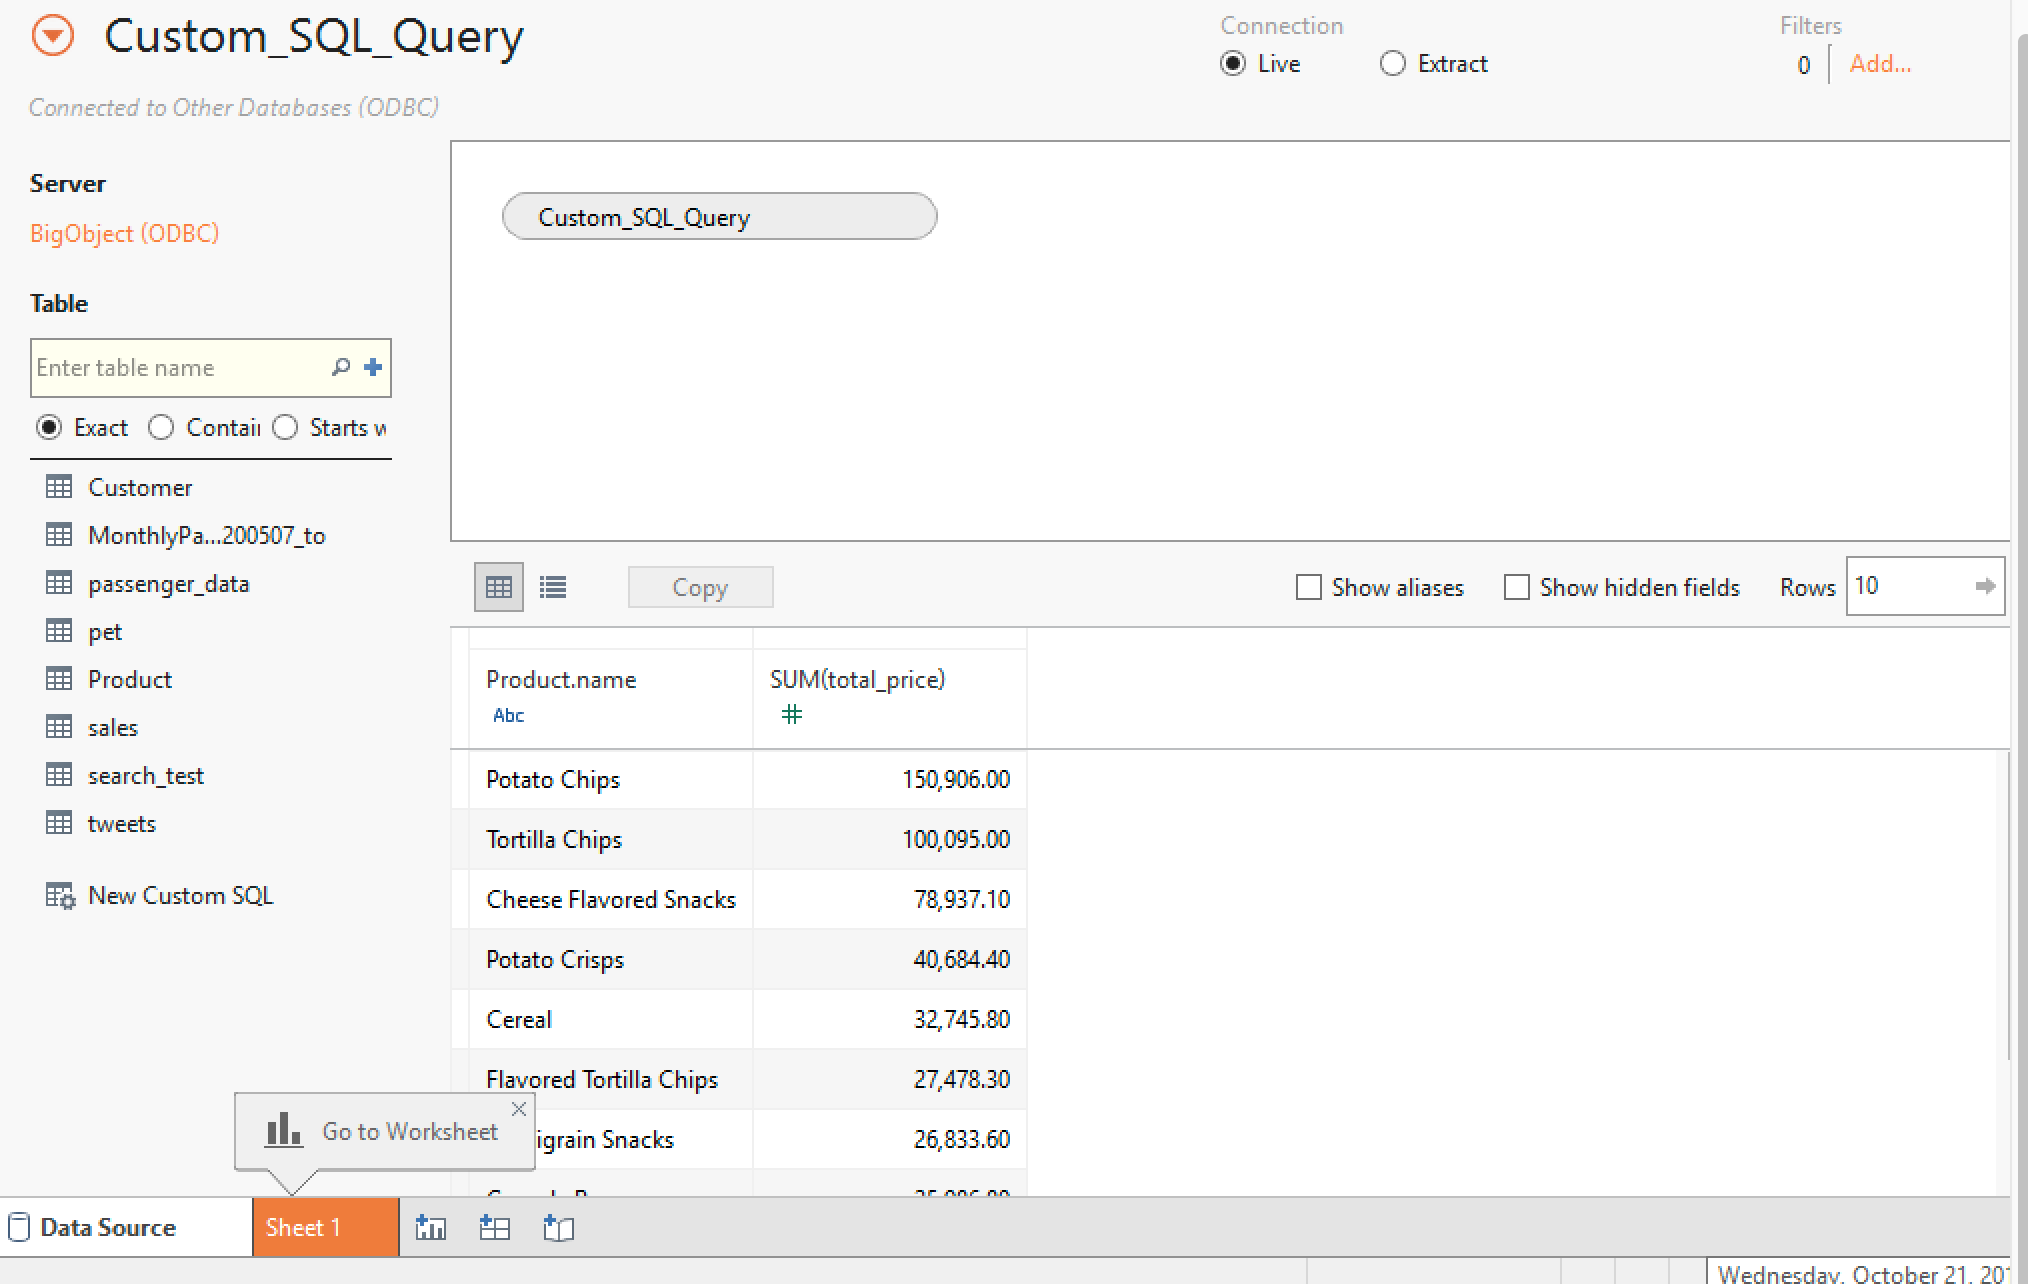 Custom_SQL_Query
Connected to Other Databases (ODBC)
Connection
Live Extract
Filters
0 Add...
Server
BigObject (ODBC)
Table
Enter table name
Exact Contai Starts w
Customer
MonthlyPa...200507_to
passenger_data
pet
Product
sales
search_test
tweets
New Custom SQL
Custom_SQL_Query
Copy Show aliases Show hidden fields Rows 10
Product.name SUM(total_price)
Abc #
Potato Chips 150,906.00
Tortilla Chips 100,095.00
Cheese Flavored Snacks 78,937.10
Potato Crisps 40,684.40
Cereal 32,745.80
Flavored Tortilla Chips 27,478.30
igrain Snacks 26,833.60
Go to Worksheet
Data Source Sheet 1
Wednesday, October 21, 201